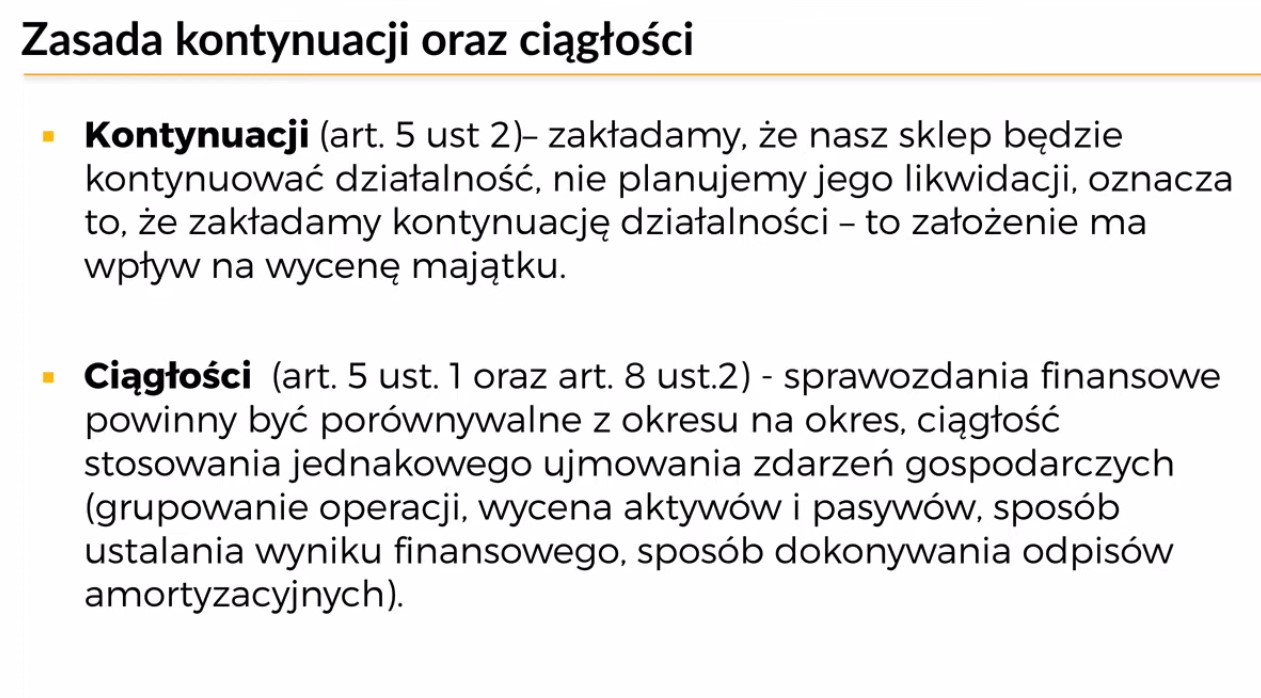 Zasada kontynuacji oraz ciągłości
Kontynuacji (art. 5 ust 2)– zakładamy, że nasz sklep będzie
kontynuować działalność, nie planujemy jego likwidacji, oznacza
to, że zakładamy kontynuację działalności – to założenie ma
wpływ na wycenę majątku.
Ciągłości (art. 5 ust. 1 oraz art. 8 ust.2) - sprawozdania finansowe
powinny być porównywalne z okresu na okres, ciągłość
stosowania jednakowego ujmowania zdarzeń gospodarczych
(grupowanie operacji, wycena aktywów i pasywów, sposób
ustalania wyniku finansowego, sposób dokonywania odpisów
amortyzacyjnych).